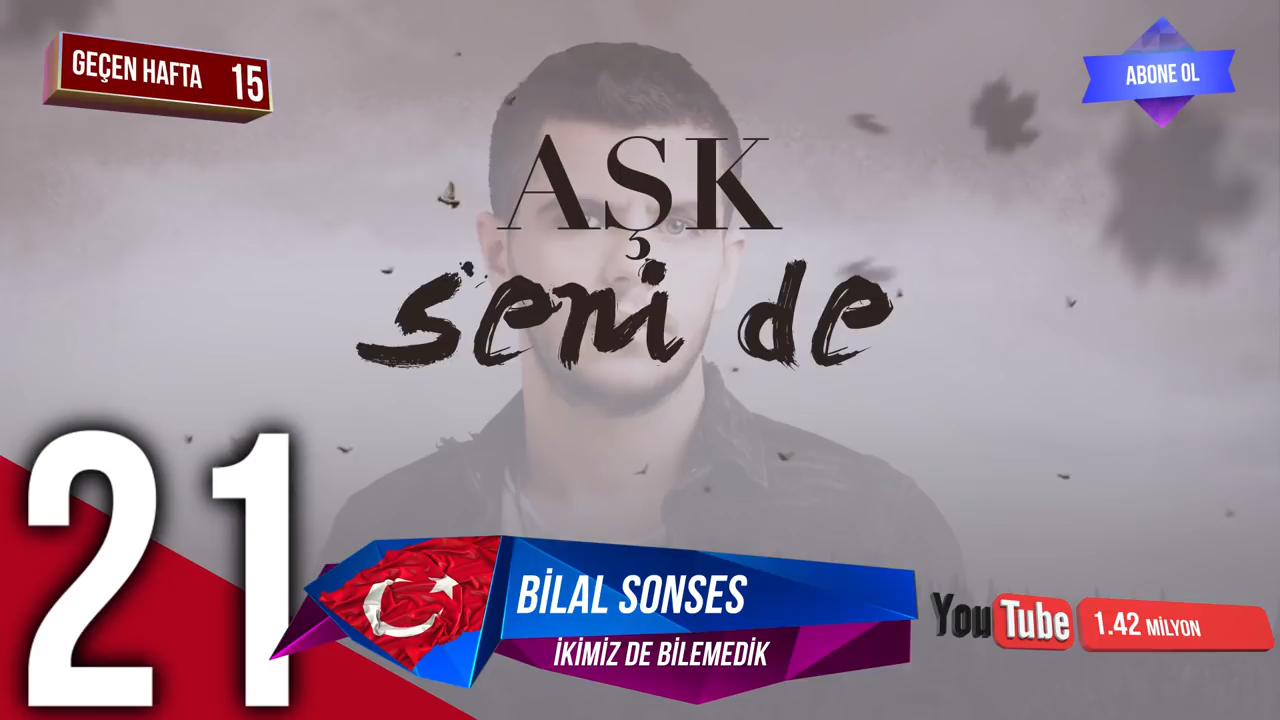 GEÇEN HAFTA 15
ABONE OL
AŞK
seni de
21
BİLAL SONSES
İKİMİZ DE BİLEMEDİK
YouTube 1.42 MİLYON